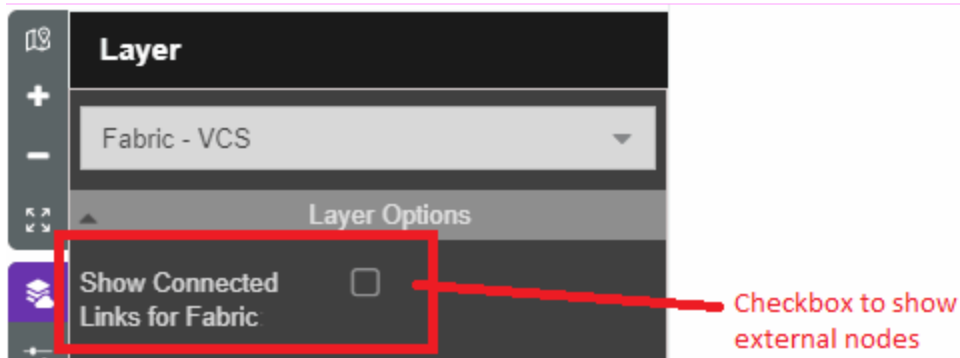 Layer
Fabric - VCS
Layer Options
Show Connected
Links for Fabric
Checkbox to show
external nodes